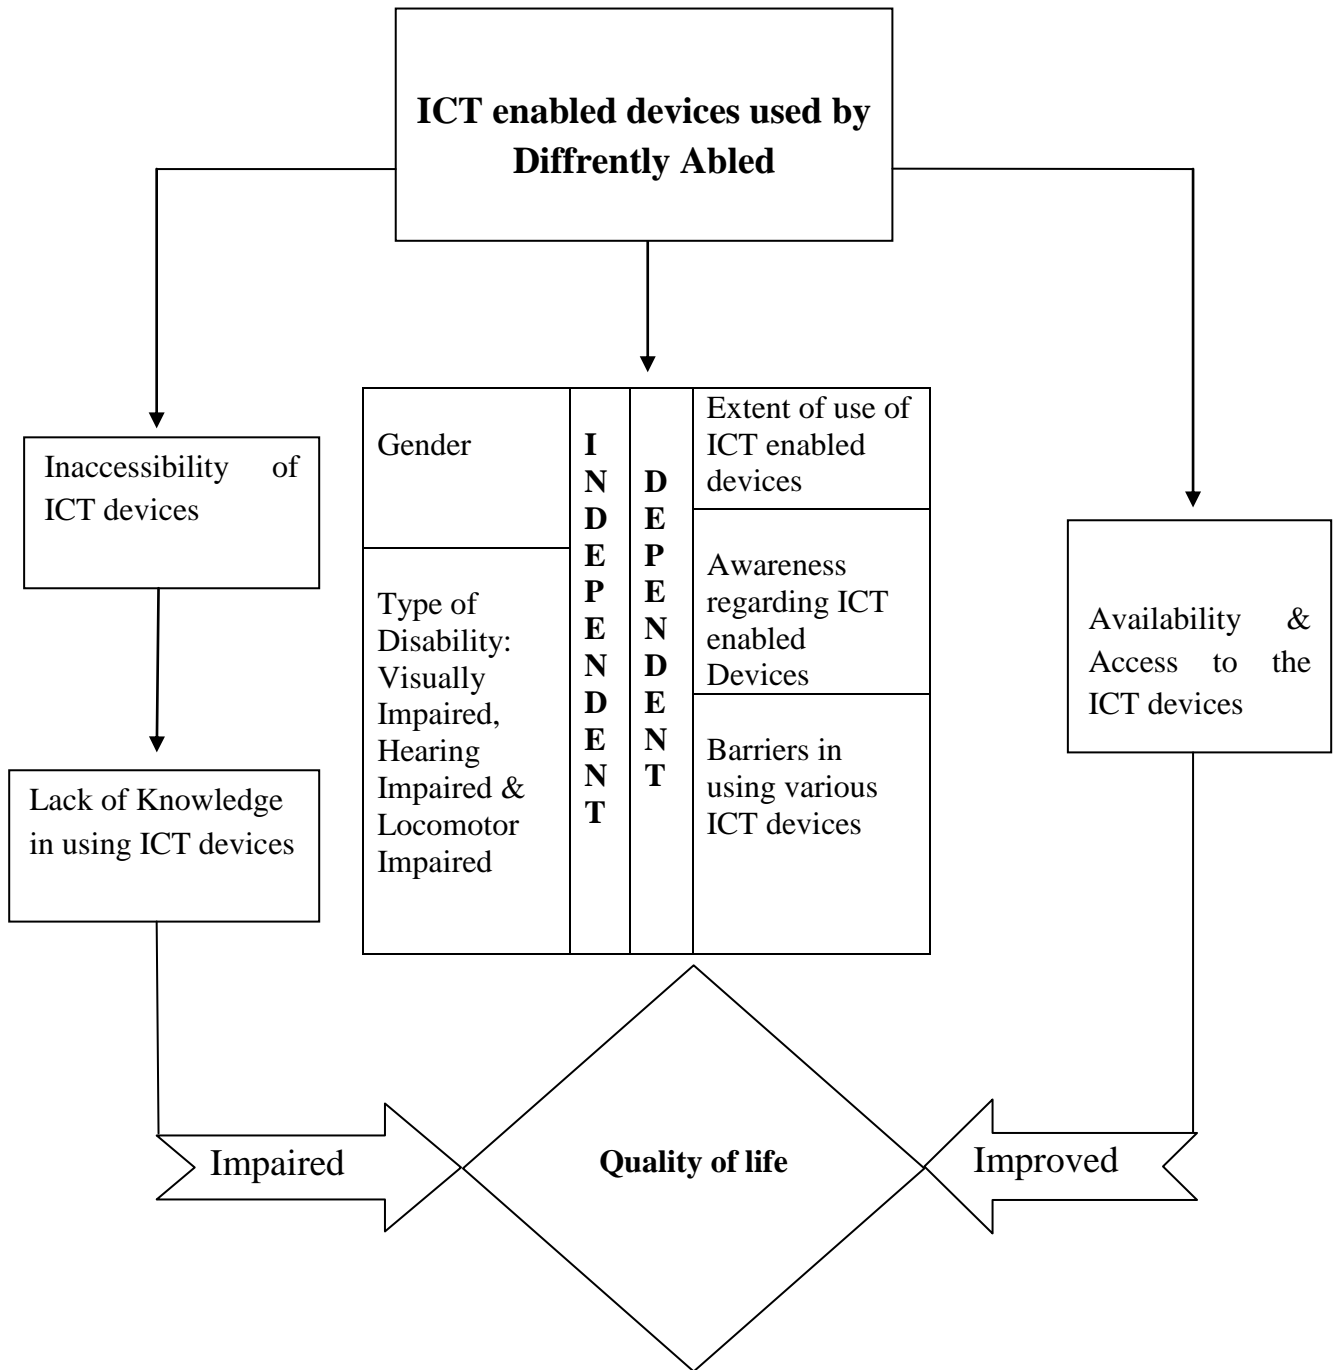 ICT enabled devices used by
Diffrently Abled
Inaccessibility of
ICT devices
Lack of Knowledge
in using ICT devices
Gender
Type of
Disability:
Visually
Impaired,
Hearing
Impaired &
Locomotor
Impaired
I
N
D
E
P
E
N
D
E
N
T
D
E
P
E
N
D
E
N
T
Extent of use of
ICT enabled
devices
Awareness
regarding ICT
enabled
Devices
Barriers in
using various
ICT devices
Availability &
Access to the
ICT devices
Impaired
Quality of life
Improved